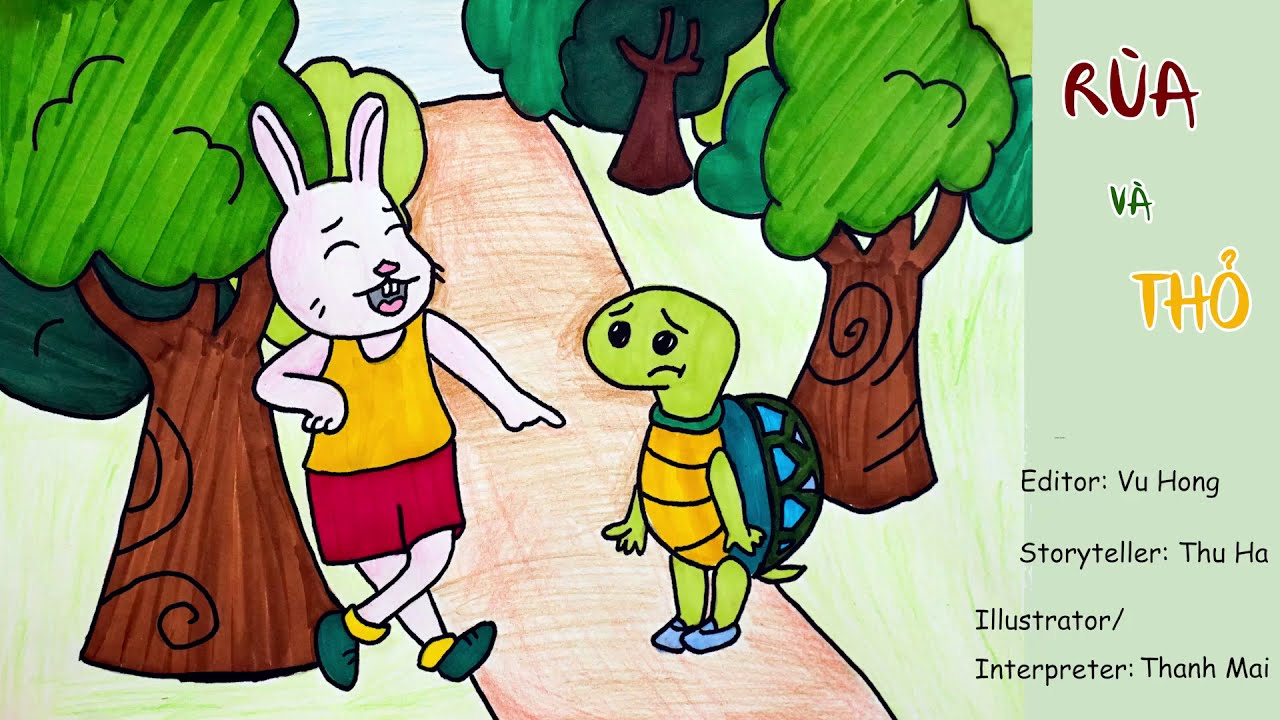 RÙA
VÀ
THỎ
Editor: Vu Hong
Storyteller: Thu Ha
Illustrator/
Interpreter: Thanh Mai